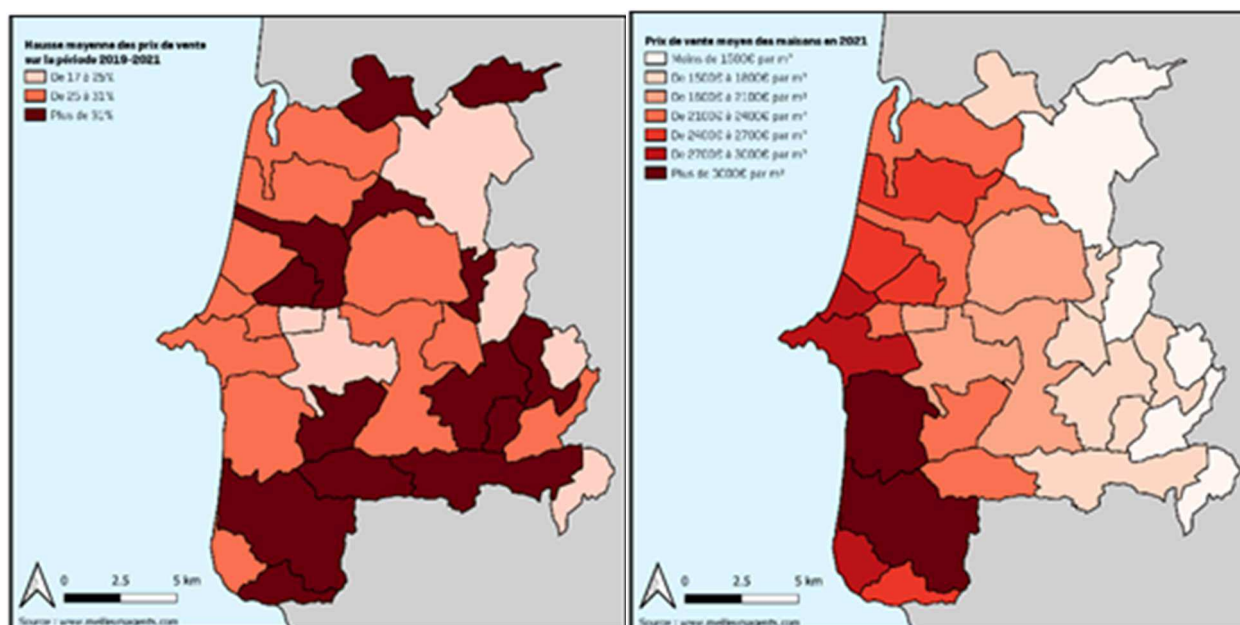 Hausse moyenne des prix de vente
sur la période 2019-2021
De 17 à 25%
De 25 à 31%
Plus de 31%
0 2.5 5 km
Source : www.meilleursagents.com
Prix de vente moyen des maisons en 2021
Moins de 1500€ par m²
De 1500€ à 1800€ par m²
De 1800€ à 2100€ par m²
De 2100€ à 2400€ par m²
De 2400€ à 2700€ par m²
De 2700€ à 3000€ par m²
Plus de 3000€ par m²
0 2.5 5 km
Source : www.meilleursagents.com